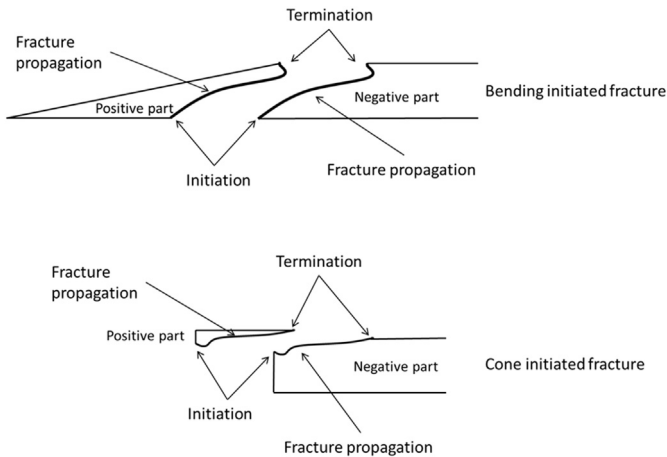 Termination
Fracture
propagation
Positive part
Negative part
Bending initiated fracture
Initiation
Fracture propagation
Termination
Fracture
propagation
Positive part
Negative part
Cone initiated fracture
Initiation
Fracture propagation